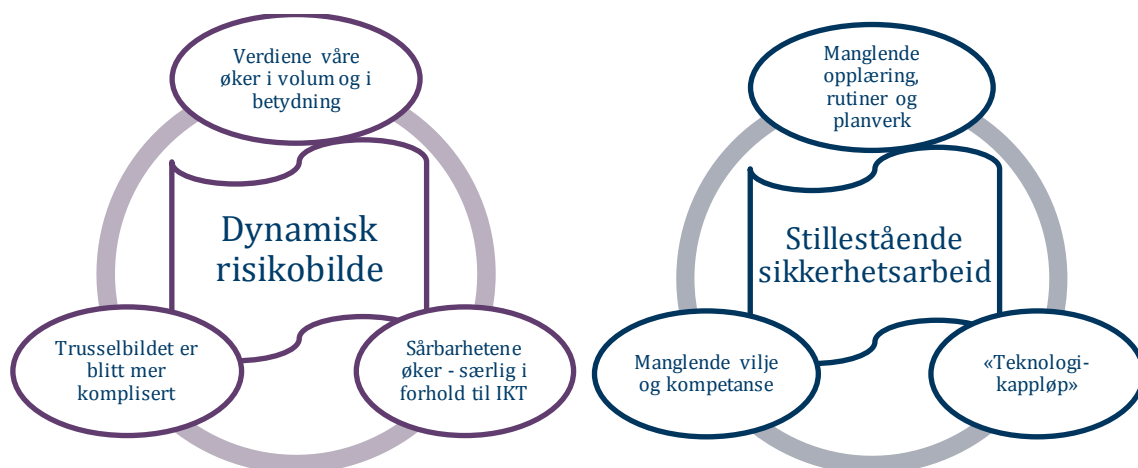 Verdiene våre
øker i volum og i
betydning
Dynamisk
risikobilde
Trusselbildet er
blitt mer
komplisert
Sårbarhetene
øker - særlig i
forhold til IKT
Manglende
opplæring,
rutiner og
planverk
Stillestående
sikkerhetsarbeid
Manglende vilje
og kompetanse
«Teknologi-
kappløp»